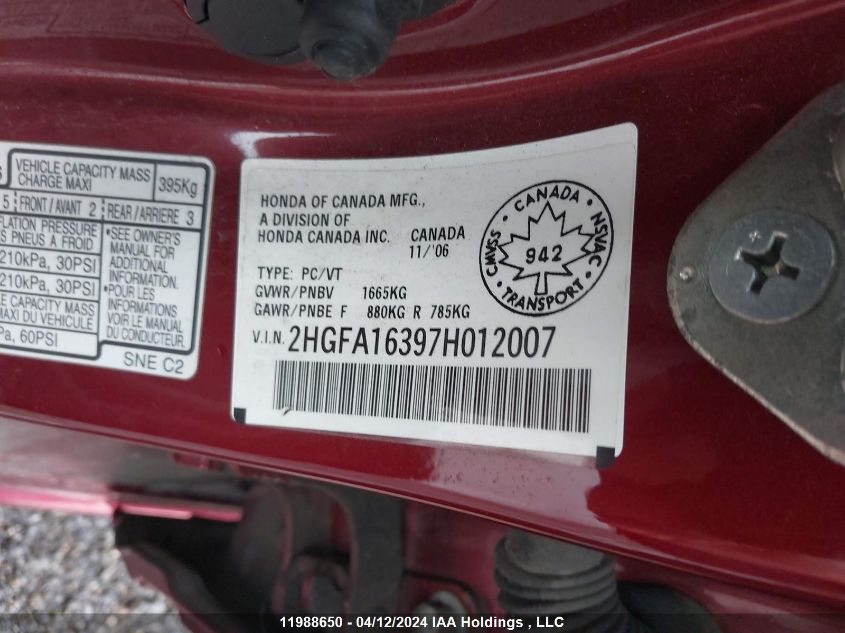 VEHICLE CAPACITY MASS
CHARGE MAXI
395Kg
5 FRONT / AVANT 2 REAR / ARRIERE 3
FLATION PRESSURE
S PNEUS A FROID
210kPa, 30PSI
210kPa, 30PSI
CAPACITY MASS
MAXI DU VEHICULE
Pa, 60PSI
•SEE OWNER'S
MANUAL FOR
ADDITIONAL
INFORMATION.
•POUR LES
INFORMATIONS
VOIR LE MANUEL
DU CONDUCTEUR.
SNE C2
HONDA OF CANADA MFG.,
A DIVISION OF
HONDA CANADA INC. CANADA
11/'06
TYPE: PC/VT
GVWR/PNBV 1665KG
GAWR/PNBE F 880KG R 785KG
V.I.N. 2HGFA16397H012007
CMVSS • CANADA • NSVAC • TRANSPORT •
942
11988650 - 04/12/2024 IAA Holdings , LLC